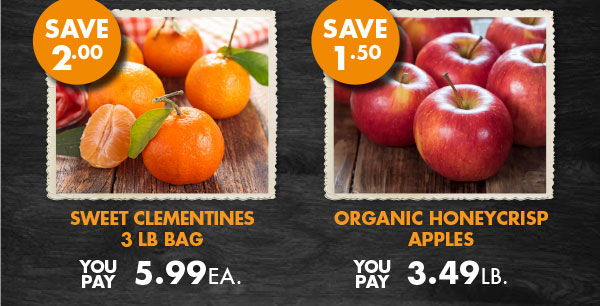 SAVE
2.00
SWEET CLEMENTINES
3 LB BAG
YOU
PAY 5.99EA.
SAVE
1.50
ORGANIC HONEYCRISP
APPLES
YOU
PAY 3.49LB.